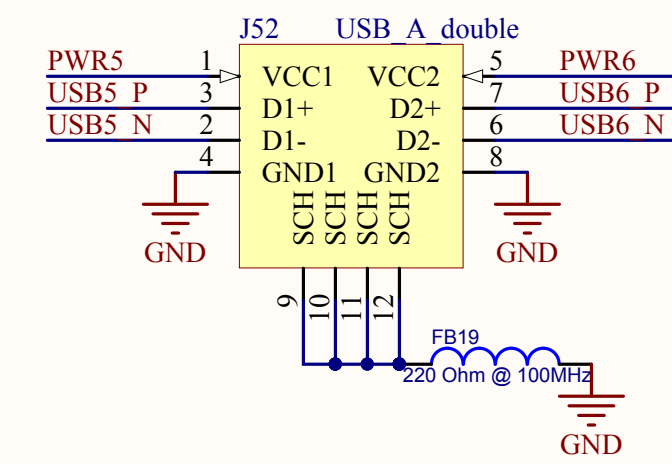 J52 USB_A_double
PWR5 1 VCC1 VCC2 5 PWR6
USB5_P 3 D1+ D2+ 7 USB6_P
USB5_N 2 D1- D2- 6 USB6_N
4 GND1 GND2 8
SCH SCH SCH SCH
GND GND
9 10 11 12
FB19
220 Ohm @ 100MHz
GND